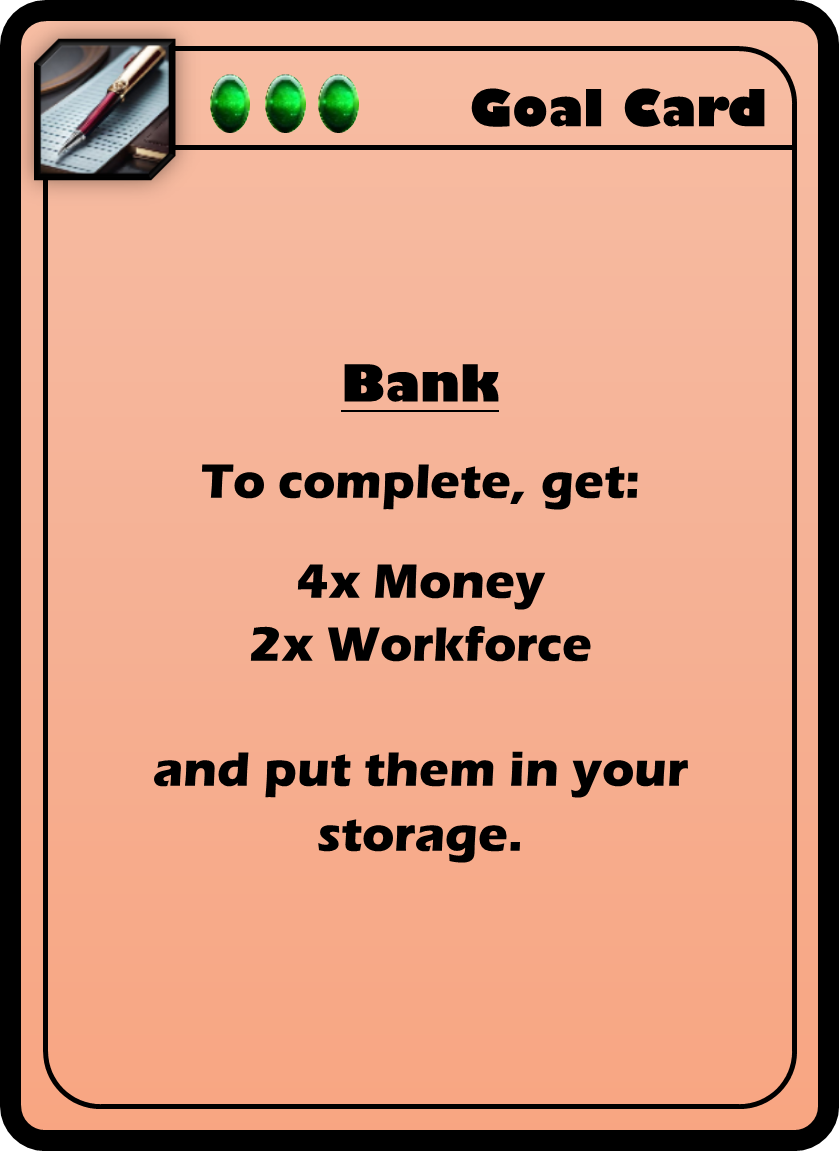 Goal Card
Bank
To complete, get:
4x Money
2x Workforce
and put them in your
storage.